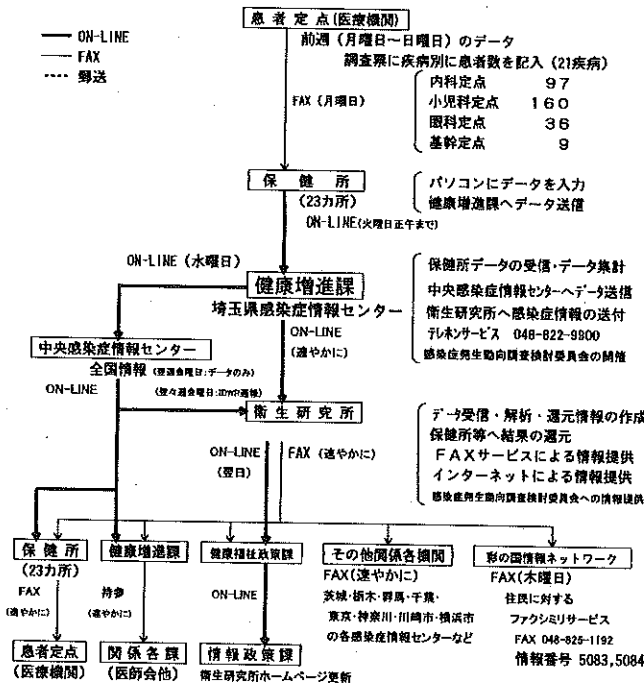 患者定点(医療機関)
ON-LINE
FAX
郵送
前週(月曜日～日曜日)のデータ
調査票に疾病別に患者数を記入(21疾病)
内科定点 97
小児科定点 160
眼科定点 36
基幹定点 9
FAX(月曜日)
保健所
(23カ所)
パソコンにデータを入力
健康増進課へデータ送信
ON-LINE(火曜日正午まで)
ON-LINE(水曜日)
健康増進課
埼玉県感染症情報センター
保健所データの受信・データ集計
中央感染症情報センターへデータ送信
衛生研究所へ感染症情報の送付
テレホンサービス 048-822-9800
感染症発生動向調査検討委員会の開催
ON-LINE
(速やかに)
中央感染症情報センター
全国情報(翌週金曜日:データのみ)
(翌々週金曜日:IDWR週報)
ON-LINE
衛生研究所
データ受信・解析・還元情報の作成
保健所等へ結果の還元
FAXサービスによる情報提供
インターネットによる情報提供
感染症発生動向調査検討委員会への情報提供
ON-LINE
(翌日)
FAX(速やかに)
保健所
(23カ所)
FAX
(速やかに)
患者定点
(医療機関)
健康増進課
持参
(速やかに)
関係各課
(医師会他)
健康福祉政策課
ON-LINE
情報政策課
衛生研究所ホームページ更新
その他関係各機関
FAX(速やかに)
茨城・栃木・群馬・千葉・
東京・神奈川・川崎市・横浜市
の各感染症情報センターなど
彩の国情報ネットワーク
FAX(木曜日)
住民に対する
ファクシミリサービス
FAX 048-825-1192
情報番号 5083,5084